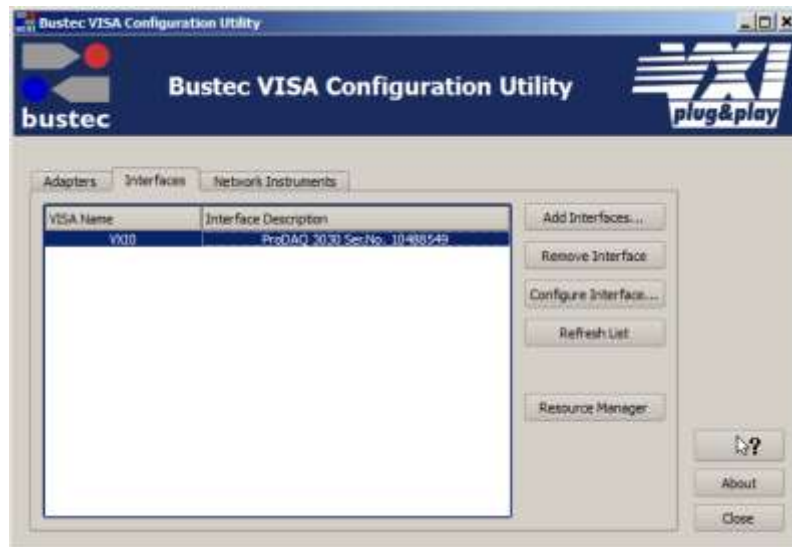 Bustec VISA Configuration Utility
Bustec VISA Configuration Utility
bustec
VXI
plug&play
Adapters Interfaces Network Instruments
VISA Name Interface Description
VXI0 ProDAQ 3030 Ser.No. 10488549
Add Interfaces...
Remove Interface
Configure Interface...
Refresh List
Resource Manager
?
About
Close